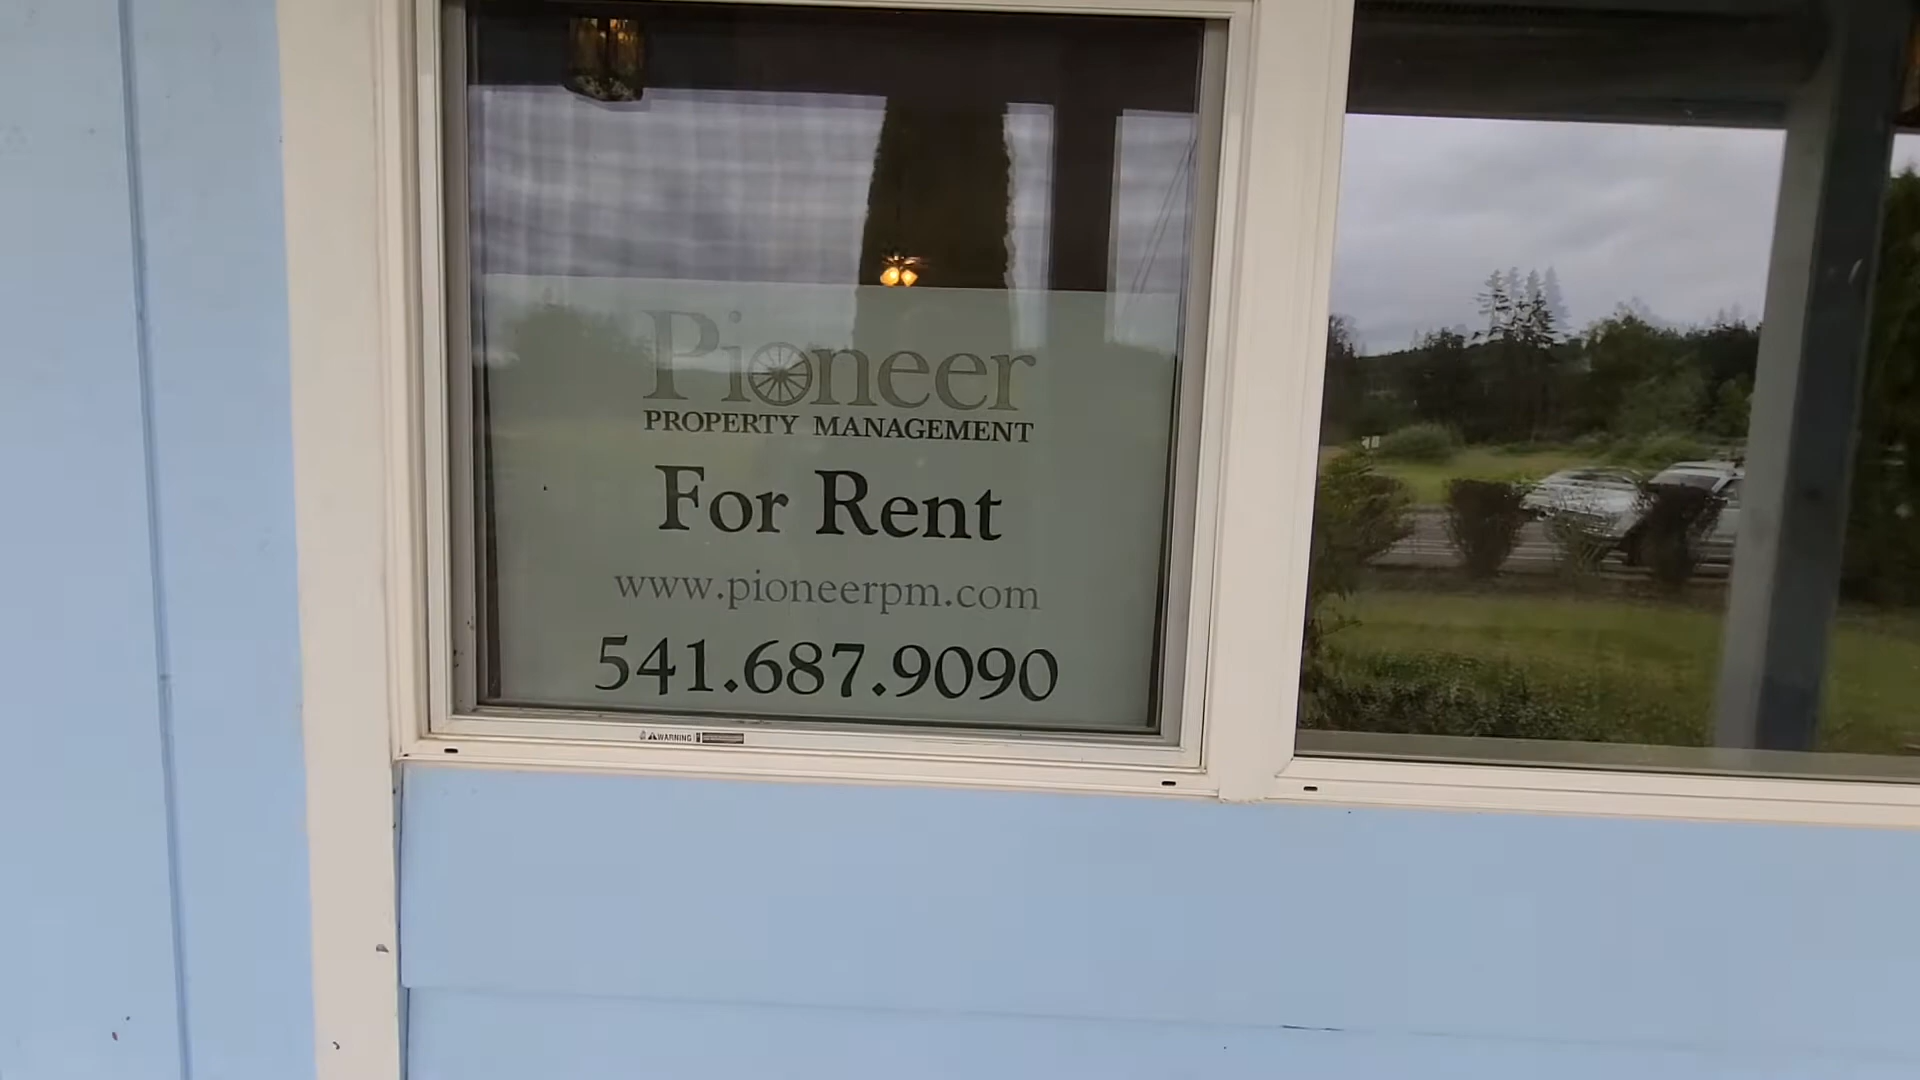 Pioneer
PROPERTY MANAGEMENT
For Rent
www.pioneerpm.com
541.687.9090
WARNING